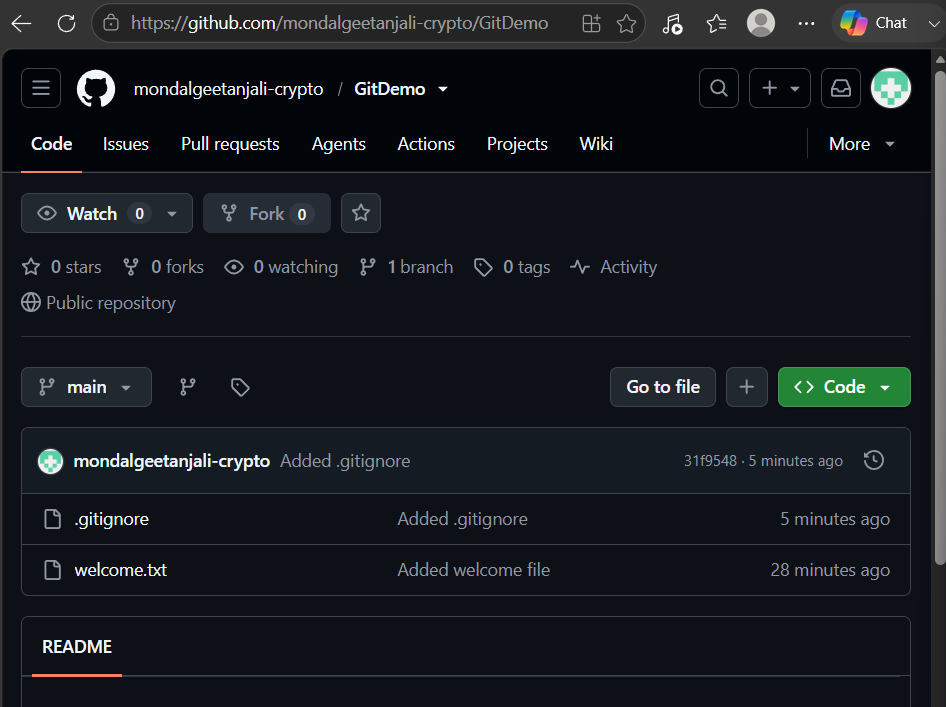 https://github.com/mondalgeetanjali-crypto/GitDemo Chat
mondalgeetanjali-crypto / GitDemo
Code Issues Pull requests Agents Actions Projects Wiki More
Watch 0 Fork 0
0 stars 0 forks 0 watching 1 branch 0 tags Activity
Public repository
main Go to file Code
mondalgeetanjali-crypto Added .gitignore 31f9548 · 5 minutes ago
.gitignore Added .gitignore 5 minutes ago
welcome.txt Added welcome file 28 minutes ago
README